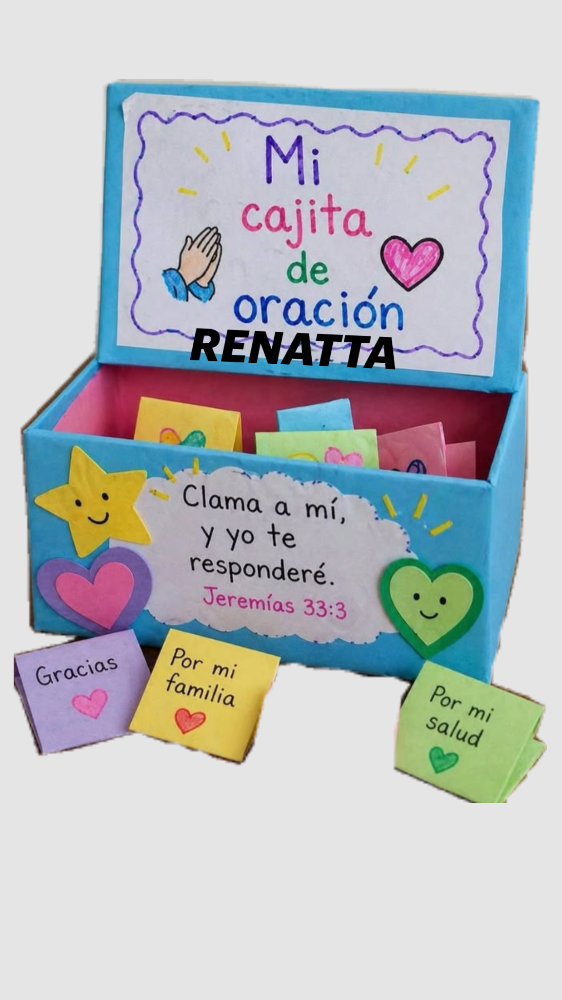 Mi
cajita
de
oración
RENATTA
Clama a mí,
y yo te
responderé.
Jeremías 33:3
Gracias
Por mi
familia
Por mi
salud